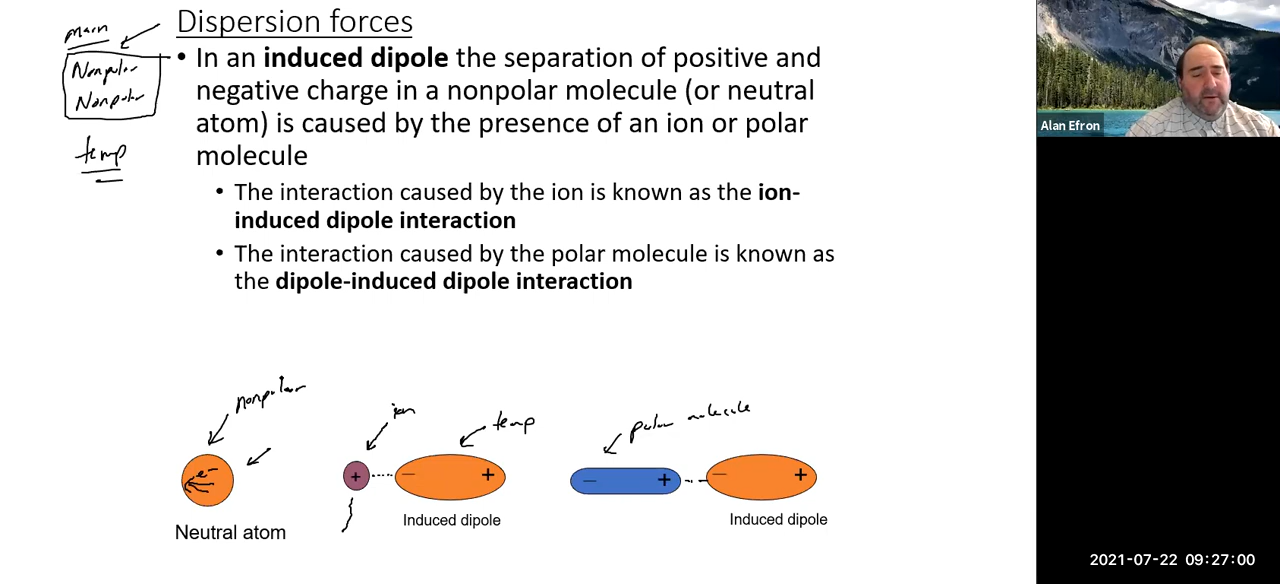 main
Nonpolar
Nonpolar
temp
Dispersion forces
• In an induced dipole the separation of positive and
negative charge in a nonpolar molecule (or neutral
atom) is caused by the presence of an ion or polar
molecule
• The interaction caused by the ion is known as the ion-
induced dipole interaction
• The interaction caused by the polar molecule is known as
the dipole-induced dipole interaction
nonpolar
ion
temp
polar molecule
e-
+
− +
− +
− +
Neutral atom
Induced dipole
Induced dipole
Alan Efron
2021-07-22 09:27:00